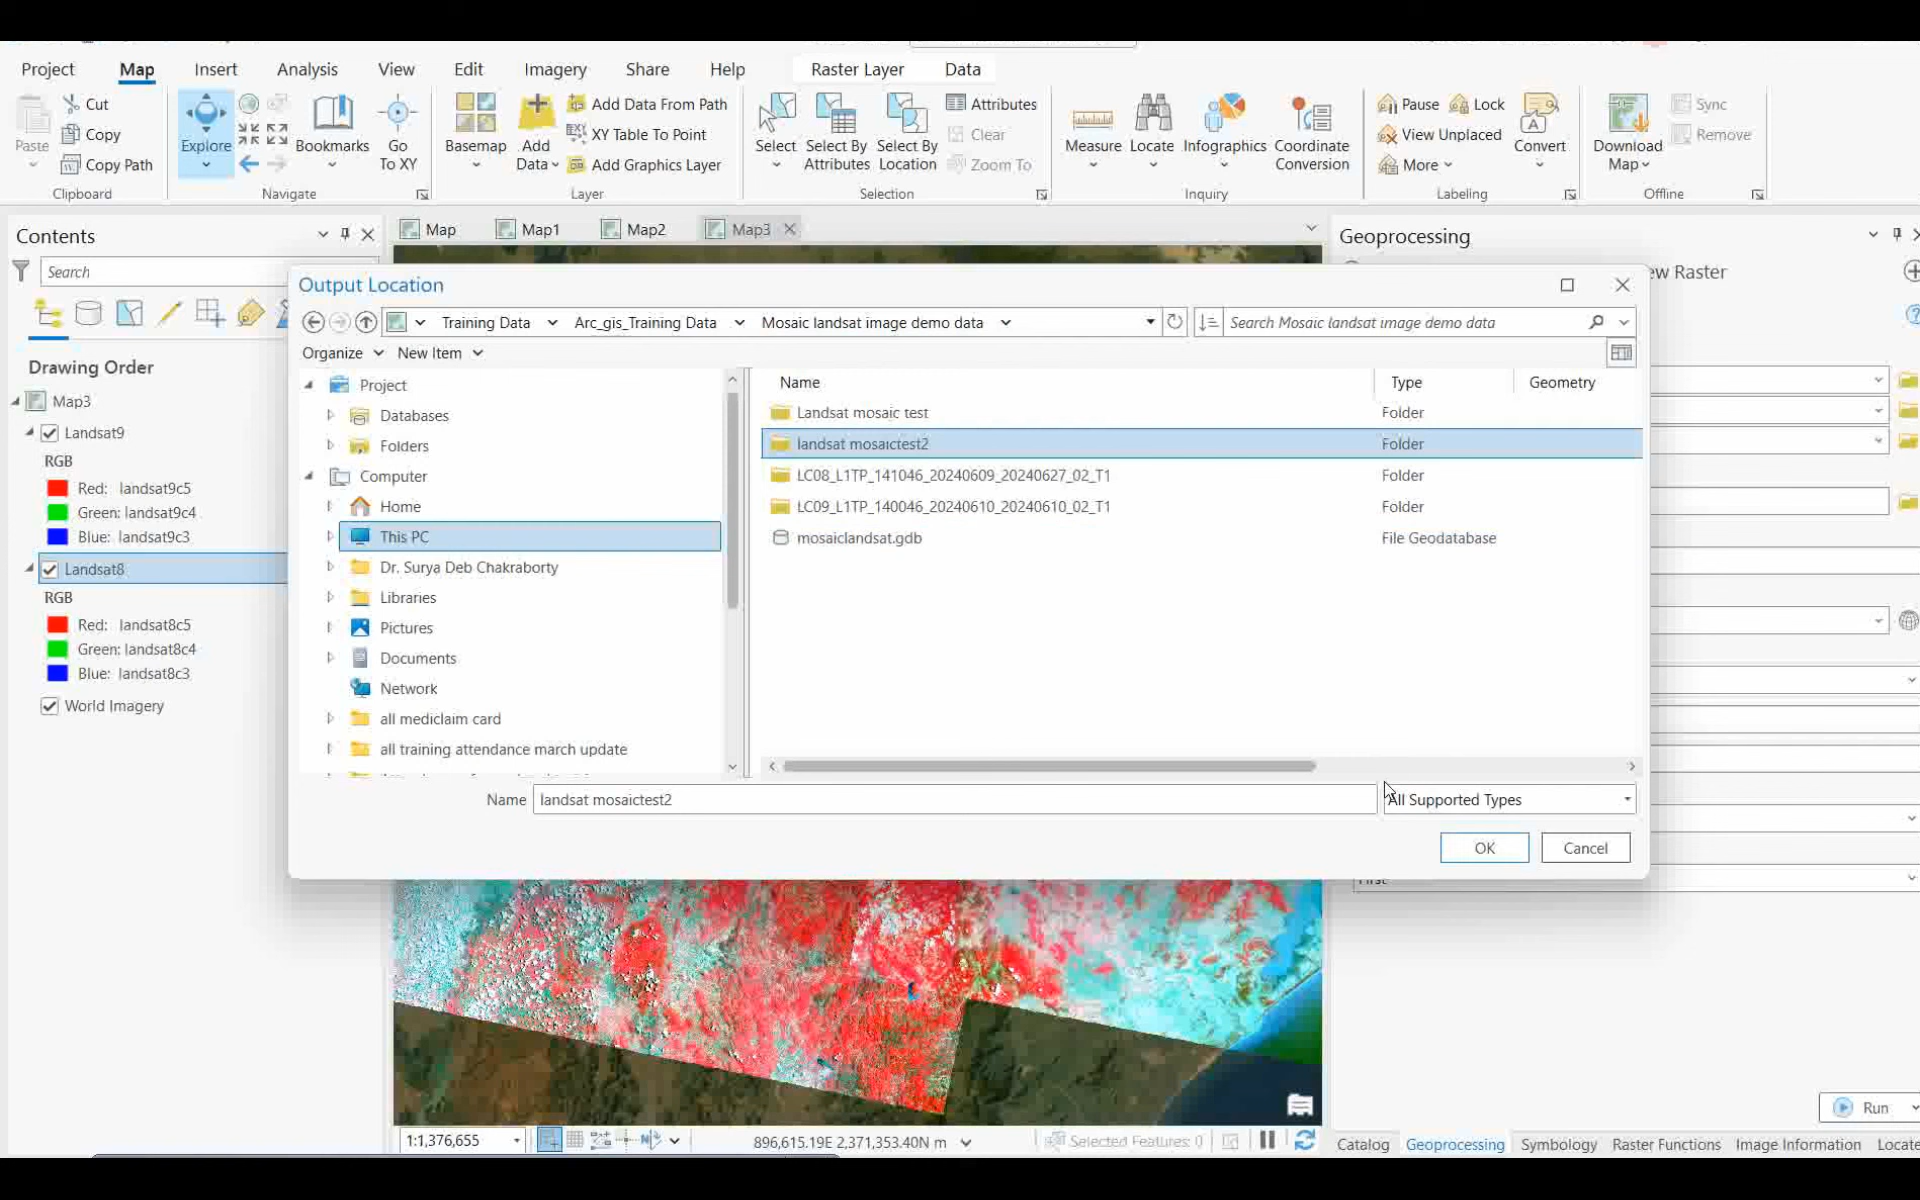 Project Map Insert Analysis View Edit Imagery Share Help Raster Layer Data
Paste
Cut
Copy
Copy Path
Clipboard
Explore
Bookmarks
Go To XY
Navigate
Basemap
Add Data
Add Data From Path
XY Table To Point
Add Graphics Layer
Layer
Select
Select By Attributes
Select By Location
Attributes
Clear
Zoom To
Selection
Measure
Locate
Infographics
Coordinate Conversion
Inquiry
Pause
Lock
View Unplaced
More
Convert
Labeling
Download Map
Sync
Remove
Offline
Contents
Search
Drawing Order
Map3
Landsat9
RGB
Red: landsat9c5
Green: landsat9c4
Blue: landsat9c3
Landsat8
RGB
Red: landsat8c5
Green: landsat8c4
Blue: landsat8c3
World Imagery
Map Map1 Map2 Map3
Geoprocessing
ew Raster
Output Location
Training Data Arc_gis_Training Data Mosaic landsat image demo data
Search Mosaic landsat image demo data
Organize New Item
Project
Databases
Folders
Computer
Home
This PC
Dr. Surya Deb Chakraborty
Libraries
Pictures
Documents
Network
all mediclaim card
all training attendance march update
Name Type Geometry
Landsat mosaic test Folder
landsat mosaictest2 Folder
LC08_L1TP_141046_20240609_20240627_02_T1 Folder
LC09_L1TP_140046_20240610_20240610_02_T1 Folder
mosaiclandsat.gdb File Geodatabase
Name landsat mosaictest2 All Supported Types
OK Cancel
First
Run
1:1,376,655 896,615.19E 2,371,353.40N m Selected Features: 0
Catalog Geoprocessing Symbology Raster Functions Image Information Locate